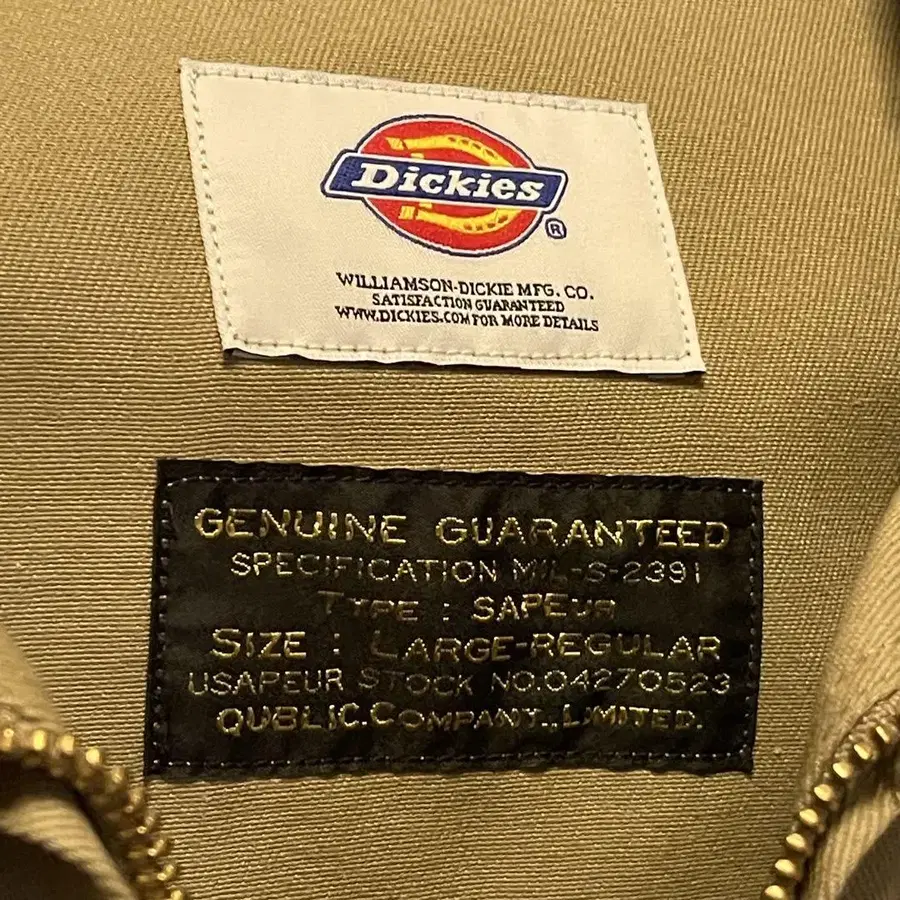 Dickies
®
WILLIAMSON-DICKIE MFG. CO.
SATISFACTION GUARANTEED
WWW.DICKIES.COM FOR MORE DETAILS
GENUINE GUARANTEED
SPECIFICATION MIL-S-2391
TYPE : SAPEUR
SIZE : LARGE-REGULAR
USAPEUR STOCK NO.04270523
QUBLIC.COMPANY.,LIMITED.